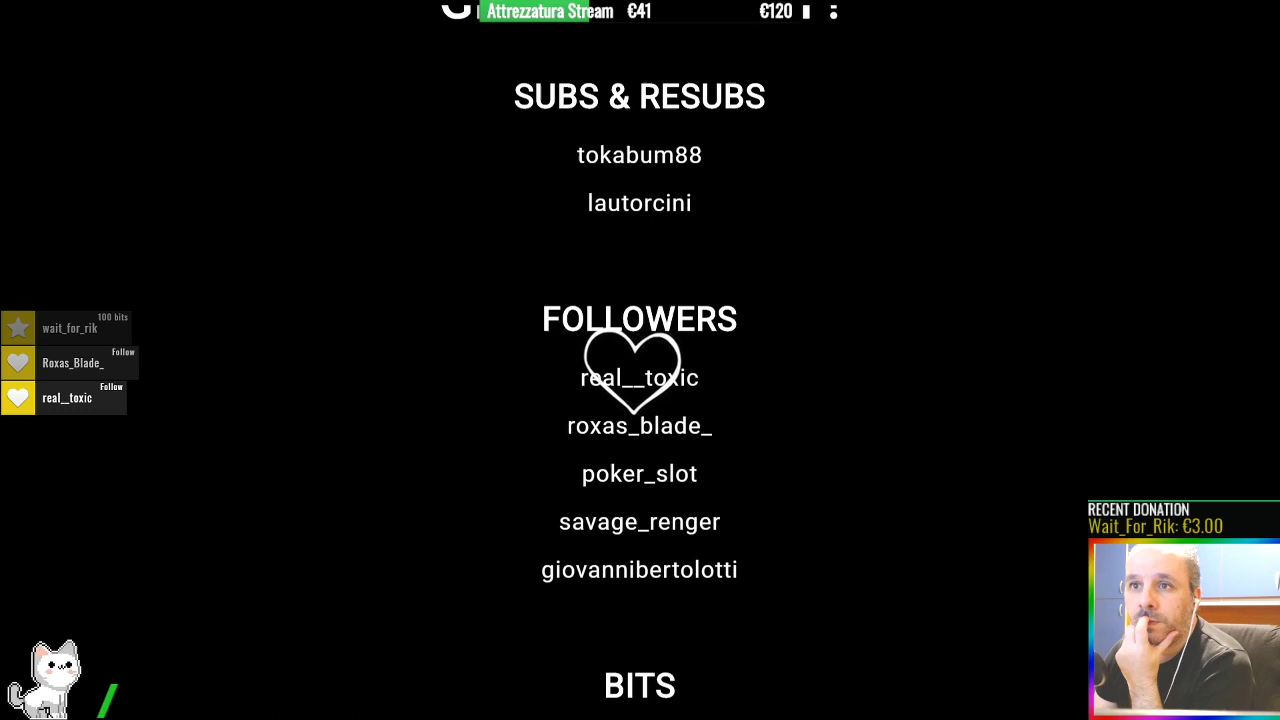 Attrezzatura Stream €41 €120
SUBS & RESUBS
tokabum88
lautorcini
FOLLOWERS
real__toxic
roxas_blade_
poker_slot
savage_renger
giovannibertolotti
BITS
100 bits
wait_for_rik
Follow
Roxas_Blade_
Follow
real__toxic
RECENT DONATION
Wait_For_Rik: €3.00